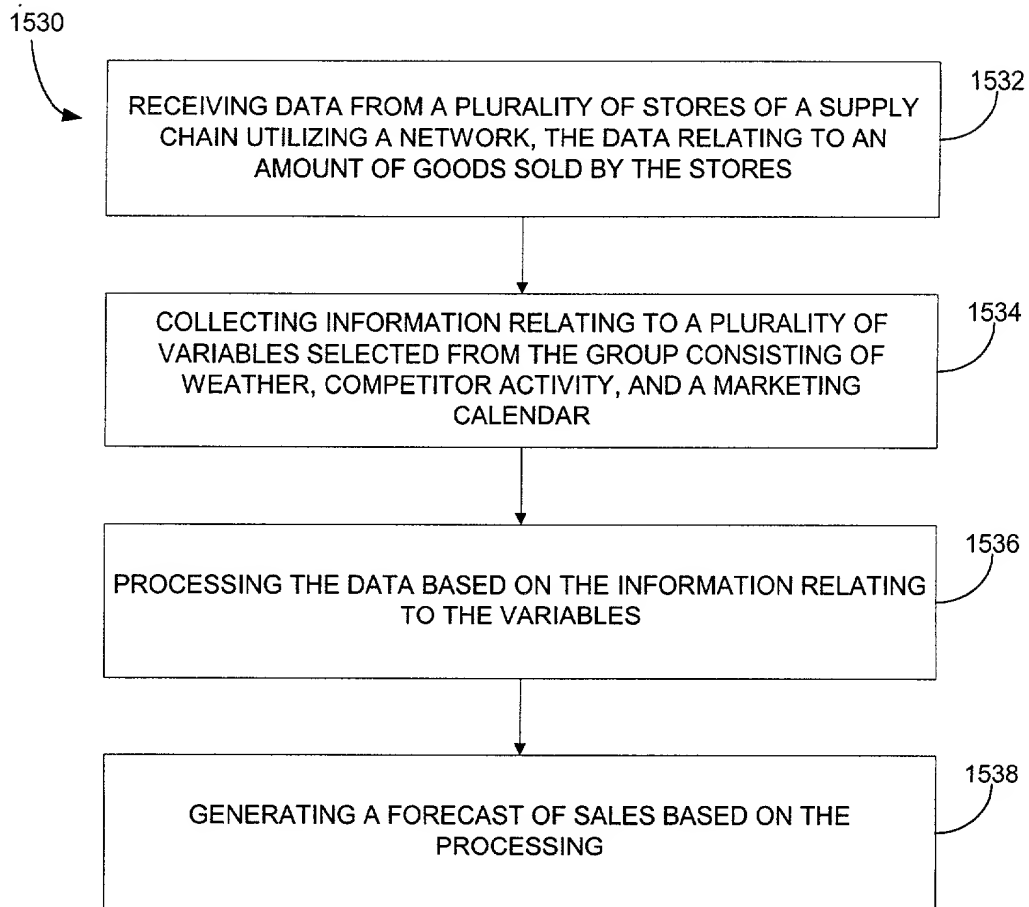 1530
1532
RECEIVING DATA FROM A PLURALITY OF STORES OF A SUPPLY
CHAIN UTILIZING A NETWORK, THE DATA RELATING TO AN
AMOUNT OF GOODS SOLD BY THE STORES
1534
COLLECTING INFORMATION RELATING TO A PLURALITY OF
VARIABLES SELECTED FROM THE GROUP CONSISTING OF
WEATHER, COMPETITOR ACTIVITY, AND A MARKETING
CALENDAR
1536
PROCESSING THE DATA BASED ON THE INFORMATION RELATING
TO THE VARIABLES
1538
GENERATING A FORECAST OF SALES BASED ON THE
PROCESSING